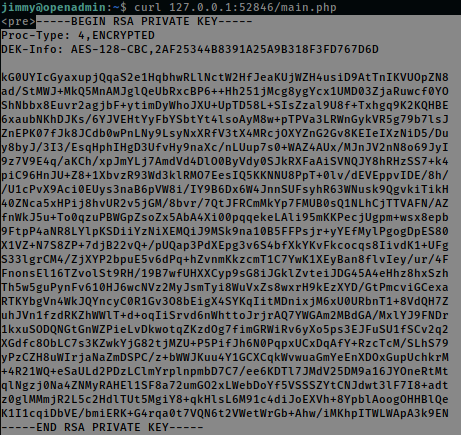 jimmy@openadmin:~$ curl 127.0.0.1:52846/main.php
<pre>-----BEGIN RSA PRIVATE KEY-----
Proc-Type: 4,ENCRYPTED
DEK-Info: AES-128-CBC,2AF25344B8391A25A9B318F3FD767D6D
kG0UYIcGyaxupjQqaS2e1HqbhwRLlNctW2HfJeaKUjWZH4usiD9AtTnIKVUOpZN8
ad/StMWJ+MkQ5MnAMJglQeUbRxcBP6++Hh251jMcg8ygYcx1UMD03ZjaRuwcf0YO
ShNbbx8Euvr2agjbF+ytimDyWhoJXU+UpTD58L+SIsZzal9U8f+Txhgq9K2KQHBE
6xaubNKhDJKs/6YJVEHtYyFbYSbtYt4lsoAyM8w+pTPVa3LRWnGykVR5g79b7lsJ
ZnEPK07fJk8JCdb0wPnLNy9LsyNxXRfV3tX4MRcjOXYZnG2Gv8KEIeIXzNiD5/Du
y8byJ/3I3/EsqHphIHgD3UfvHy9naXc/nLUup7s0+WAZ4AUx/MJnJV2nN8o69JyI
9z7V9E4q/aKCh/xpJmYLj7AmdVd4DlO0ByVdy0SJkRXFaAiSVNQJY8hRHzSS7+k4
piC96HnJU+Z8+1XbvzR93Wd3klRMO7EesIQ5KKNNU8PpT+0lv/dEVEppvIDE/8h/
/U1cPvX9Aci0EUys3naB6pVW8i/IY9B6Dx6W4JnnSUFsyhR63WNusk9QgvkiTikH
40ZNca5xHPij8hvUR2v5jGM/8bvr/7QtJFRCmMkYp7FMUB0sQ1NLhCjTTVAFN/AZ
fnWkJ5u+To0qzuPBWGpZsoZx5AbA4Xi00pqqekeLAli95mKKPecjUgpm+wsx8epb
9FtpP4aNR8LYlpKSDiiYzNiXEMQiJ9MSk9na10B5FFPsjr+yYEfMylPgogDpES80
X1VZ+N7S8ZP+7djB22vQ+/pUQap3PdXEpg3v6S4bfXkYKvFkcocqs8IivdK1+UFg
S33lgrCM4/ZjXYP2bpuE5v6dPq+hZvnmKkzcmT1C7YwK1XEyBan8flvIey/ur/4F
FnonsEl16TZvolSt9RH/19B7wfUHXXCyp9sG8iJGklZvteiJDG45A4eHhz8hxSzh
Th5w5guPynFv610HJ6wcNVz2MyJsmTyi8WuVxZs8wxrH9kEzXYD/GtPmcviGCexa
RTKYbgVn4WkJQYncyC0R1Gv3O8bEigX4SYKqIitMDnixjM6xU0URbnT1+8VdQH7Z
uhJVn1fzdRKZhWWlT+d+oqIiSrvd6nWhttoJrjrAQ7YWGAm2MBdGA/MxlYJ9FNDr
1kxuSODQNGtGnWZPieLvDkwotqZKzdOg7fimGRWiRv6yXo5ps3EJFuSU1fSCv2q2
XGdfc8ObLC7s3KZwkYjG82tjMZU+P5PifJh6N0PqpxUCxDqAfY+RzcTcM/SLhS79
yPzCZH8uWIrjaNaZmDSPC/z+bWWJKuu4Y1GCXCqkWvwuaGmYeEnXDOxGupUchkrM
+4R21WQ+eSaULd2PDzLClmYrplnpmbD7C7/ee6KDTl7JMdV25DM9a16JYOneRtMt
qlNgzj0Na4ZNMyRAHEl1SF8a72umGO2xLWebDoYf5VSSSZYtCNJdwt3lF7I8+adt
z0glMMmjR2L5c2HdlTUt5MgiY8+qkHlsL6M91c4diJoEXVh+8YpblAoogOHHBlQe
K1I1cqiDbVE/bmiERK+G4rqa0t7VQN6t2VWetWrGb+Ahw/iMKhpITWLWApA3k9EN
-----END RSA PRIVATE KEY-----